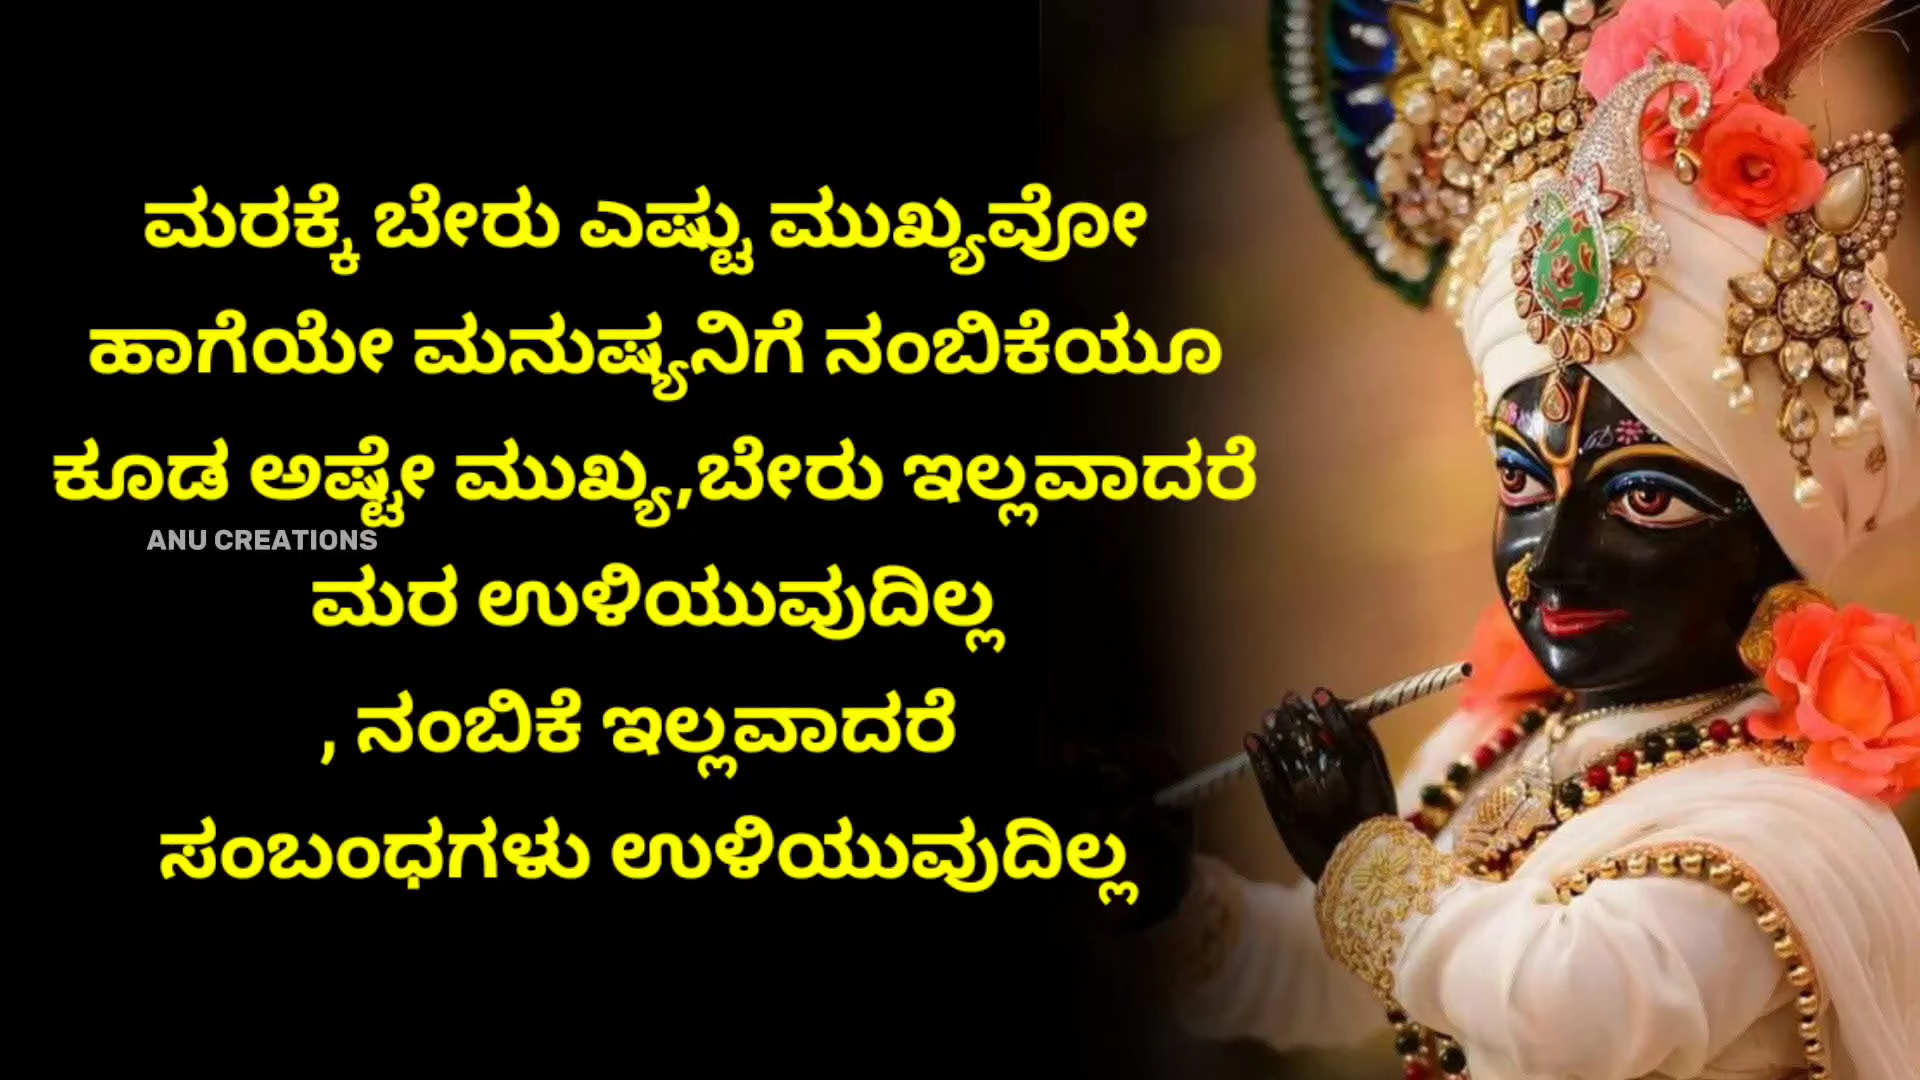 ಮರಕ್ಕೆ ಬೇರು ಎಷ್ಟು ಮುಖ್ಯವೋ
ಹಾಗೆಯೇ ಮನುಷ್ಯನಿಗೆ ನಂಬಿಕೆಯೂ
ಕೂಡ ಅಷ್ಟೇ ಮುಖ್ಯ,ಬೇರು ಇಲ್ಲವಾದರೆ
ANU CREATIONS
ಮರ ಉಳಿಯುವುದಿಲ್ಲ
, ನಂಬಿಕೆ ಇಲ್ಲವಾದರೆ
ಸಂಬಂಧಗಳು ಉಳಿಯುವುದಿಲ್ಲ